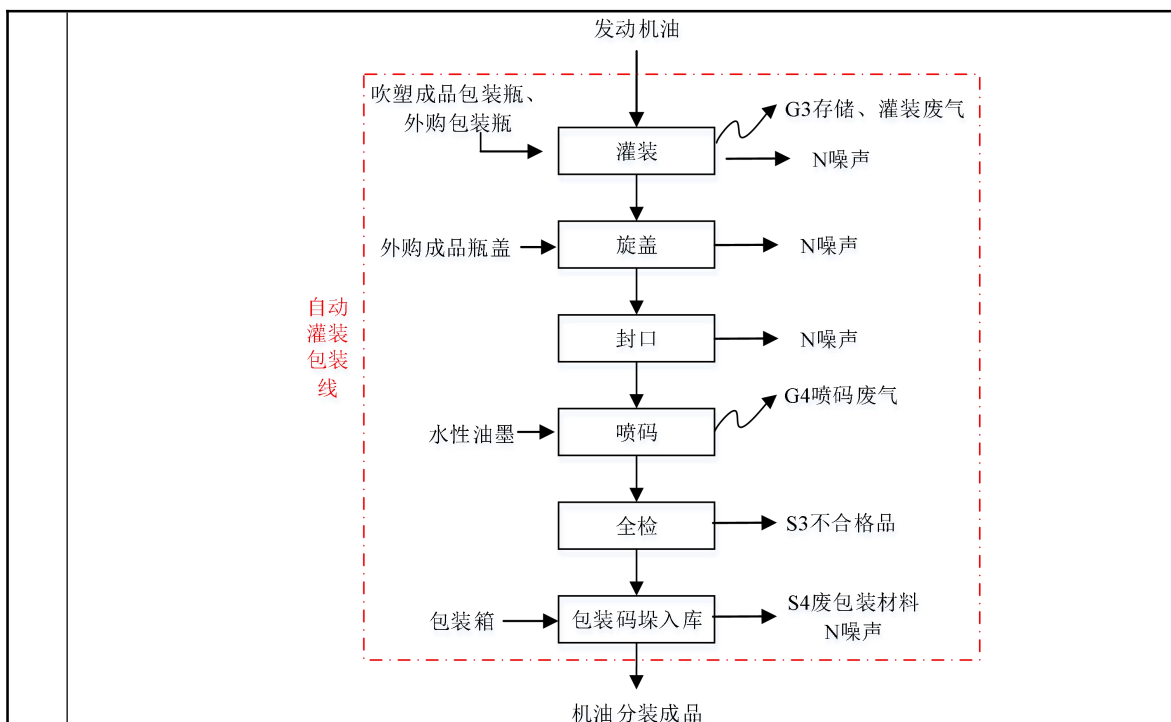 发动机油
吹塑成品包装瓶、
外购包装瓶
G3存储、灌装废气
灌装
N噪声
外购成品瓶盖
旋盖
N噪声
自动
灌装
包装
线
封口
N噪声
G4喷码废气
水性油墨
喷码
全检
S3不合格品
包装箱
包装码垛入库
S4废包装材料
N噪声
机油分装成品